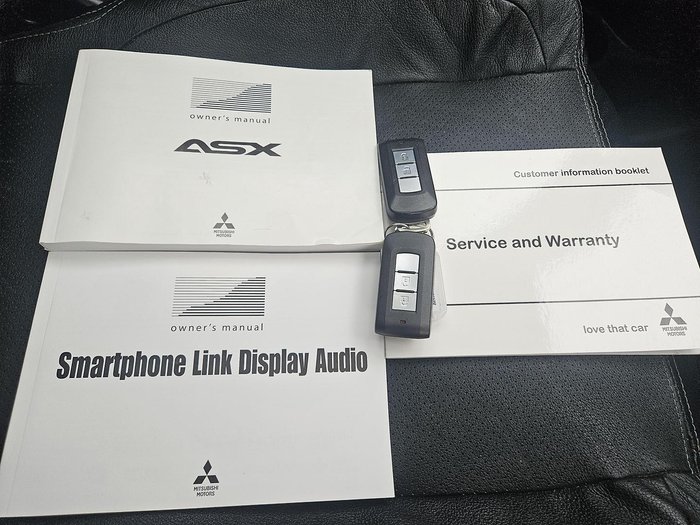 owner's manual
ASX
MITSUBISHI
MOTORS
owner's manual
Smartphone Link Display Audio
MITSUBISHI
MOTORS
Customer information booklet
Service and Warranty
love that car
MITSUBISHI
MOTORS